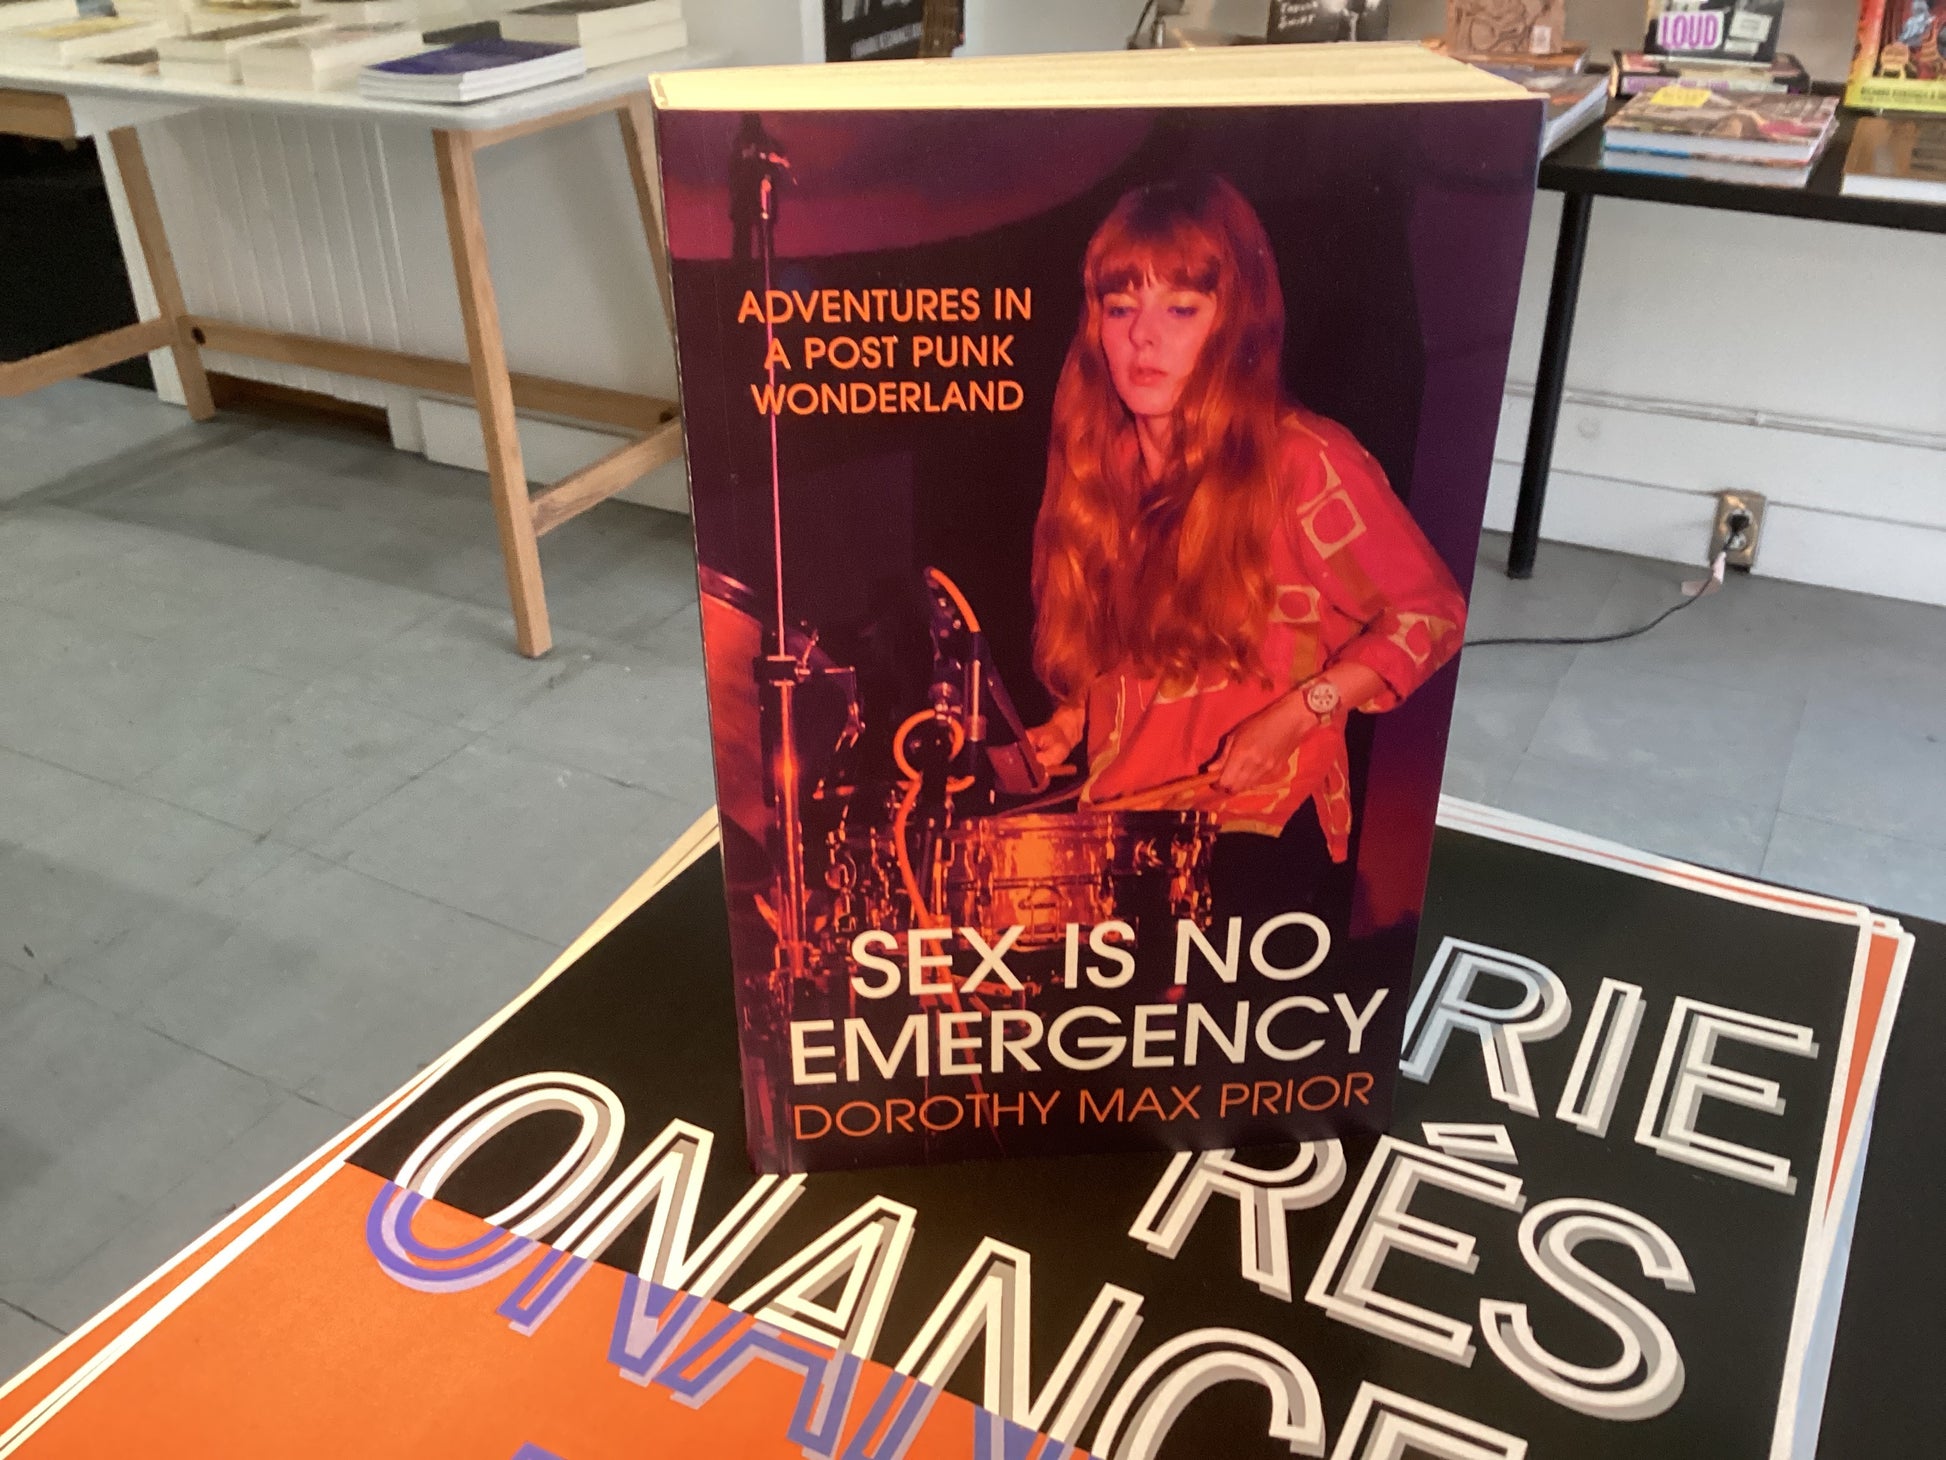 LOUD
ADVENTURES IN
A POST PUNK
WONDERLAND
SEX IS NO
EMERGENCY
DOROTHY MAX PRIOR
RIE
RÉS
ONANCE